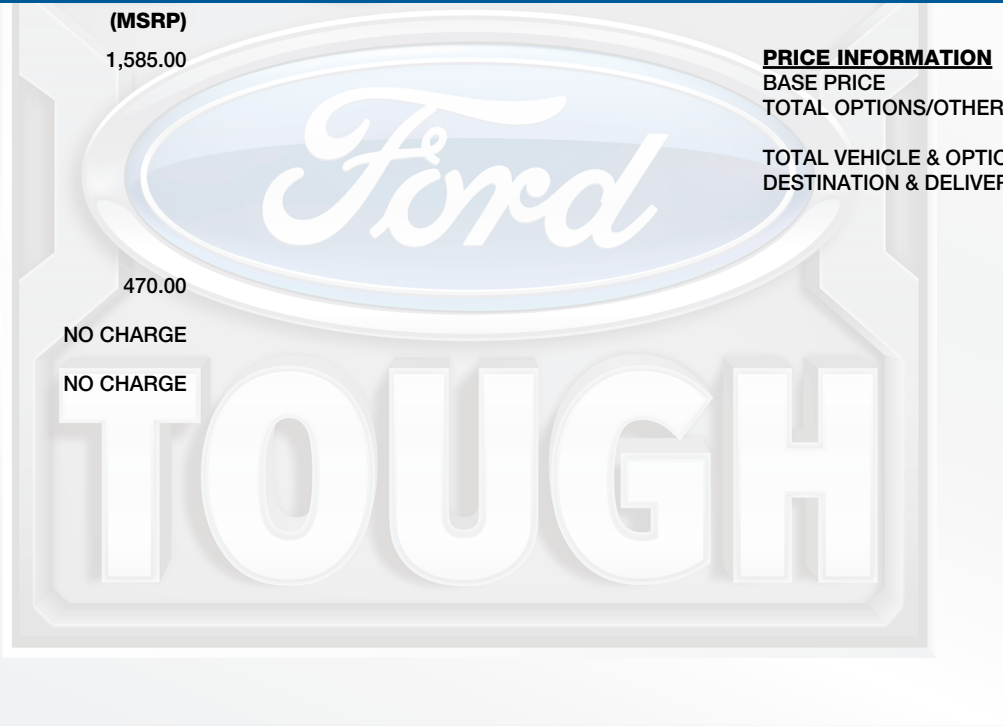 (MSRP)
1,585.00
470.00
NO CHARGE
NO CHARGE
PRICE INFORMATION
BASE PRICE
TOTAL OPTIONS/OTHER
TOTAL VEHICLE & OPTIO
DESTINATION & DELIVER
Ford
TOUGH